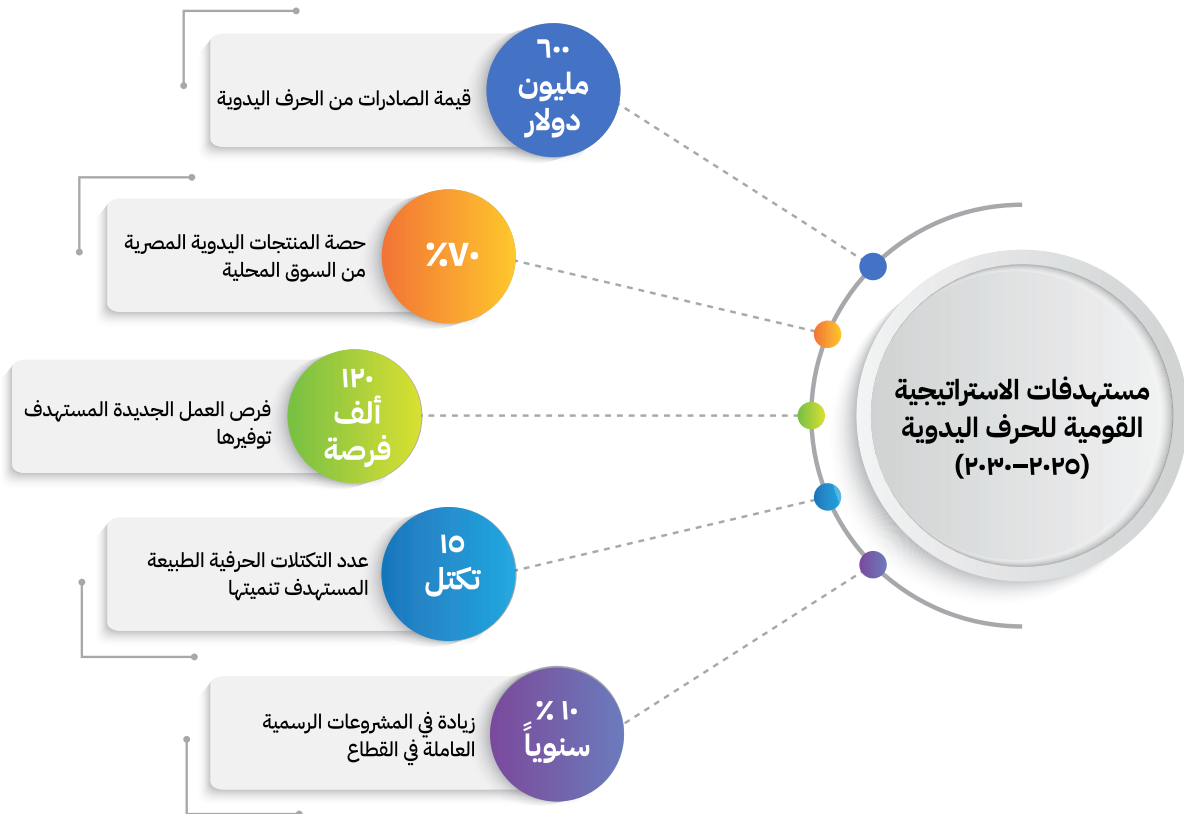 مستهدفات الاستراتيجية
القومية للحرف اليدوية
(٢٠٢٥–٢٠٣٠)
٦٠٠
مليون
دولار
قيمة الصادرات من الحرف اليدوية
٧٠%
حصة المنتجات اليدوية المصرية
من السوق المحلية
١٢٠
ألف
فرصة
فرص العمل الجديدة المستهدف
توفيرها
١٥
تكتل
عدد التكتلات الحرفية الطبيعة
المستهدف تنميتها
١٠ %
سنوياً
زيادة في المشروعات الرسمية
العاملة في القطاع